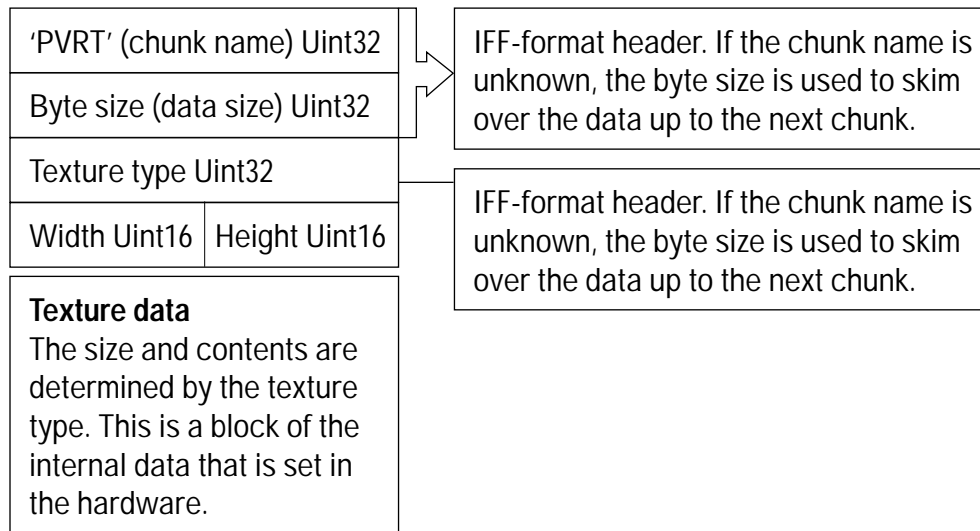 ‘PVRT’ (chunk name) Uint32
Byte size (data size) Uint32
Texture type Uint32
Width Uint16 Height Uint16
Texture data
The size and contents are
determined by the texture
type. This is a block of the
internal data that is set in
the hardware.
IFF-format header. If the chunk name is
unknown, the byte size is used to skim
over the data up to the next chunk.
IFF-format header. If the chunk name is
unknown, the byte size is used to skim
over the data up to the next chunk.